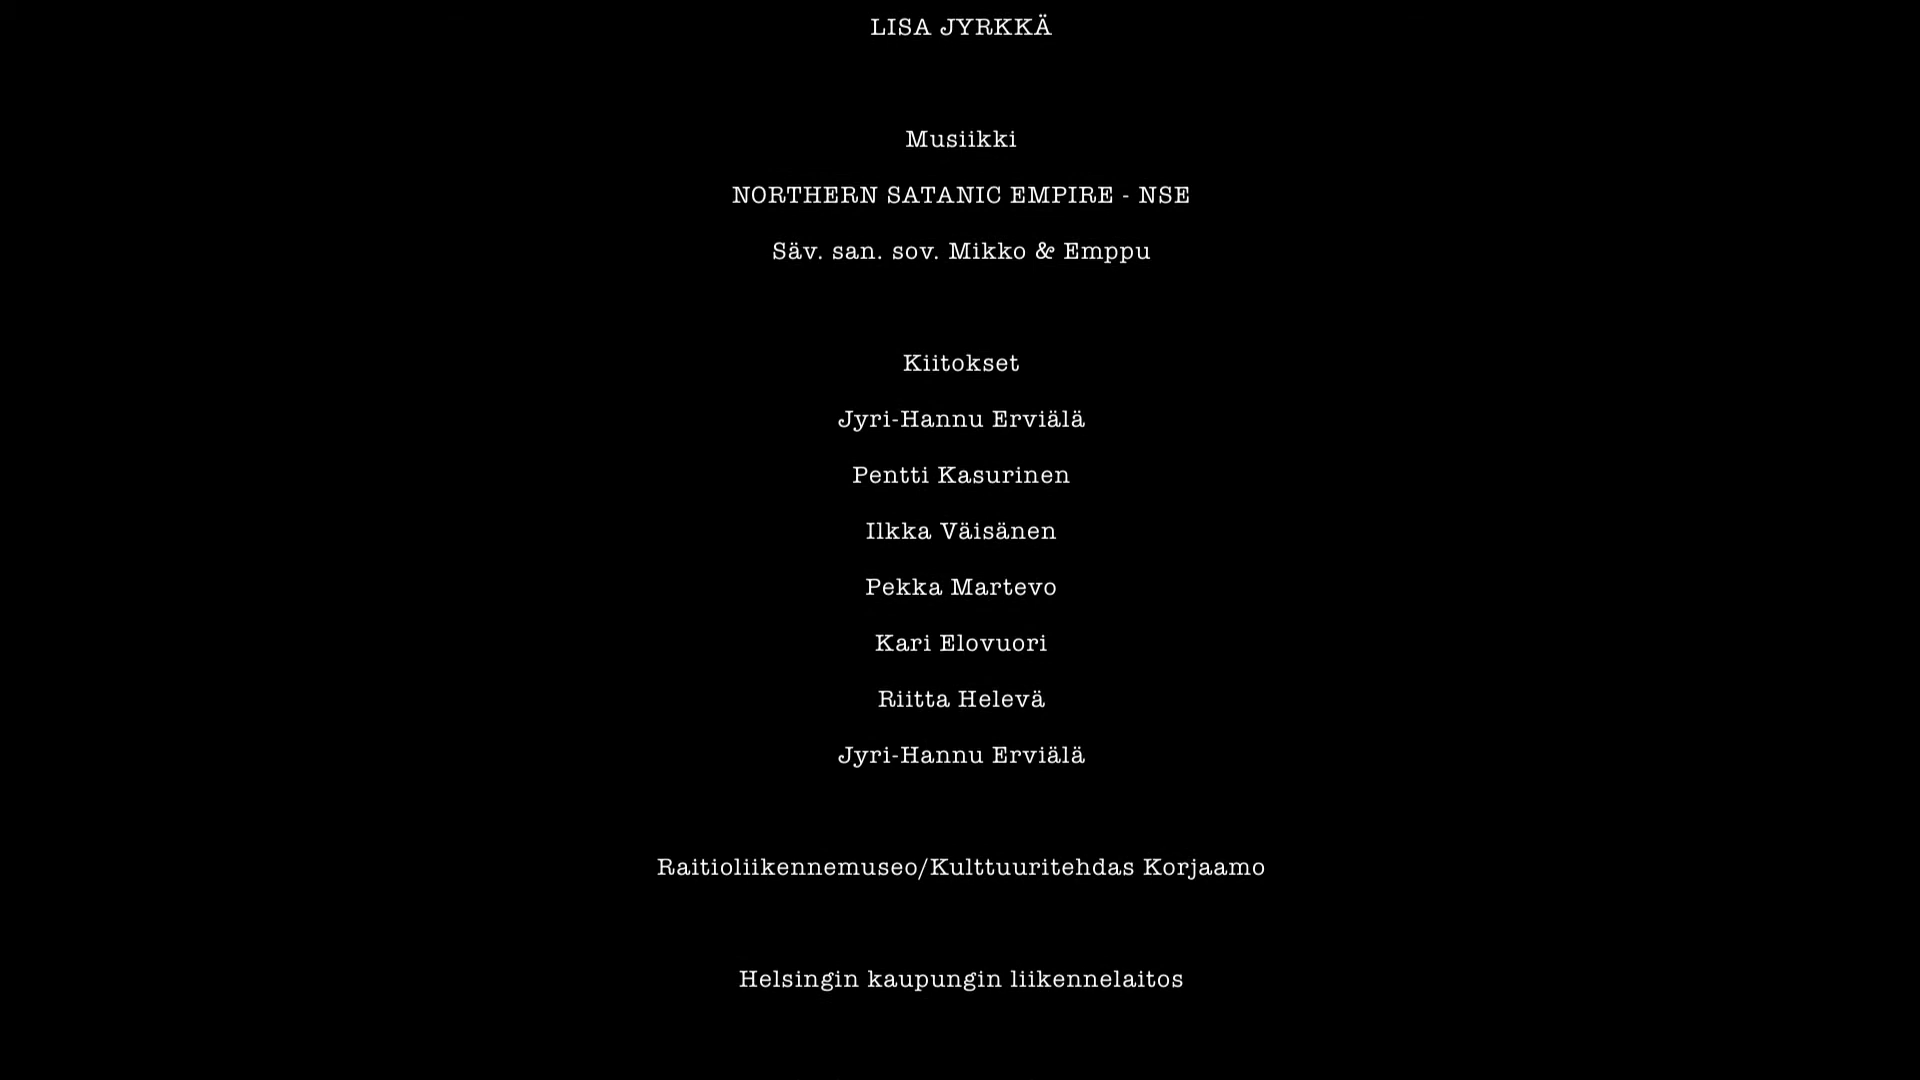 LISA JYRKKÄ
Musiikki
NORTHERN SATANIC EMPIRE - NSE
Säv. san. sov. Mikko & Emppu
Kiitokset
Jyri-Hannu Erviälä
Pentti Kasurinen
Ilkka Väisänen
Pekka Martevo
Kari Elovuori
Riitta Helevä
Jyri-Hannu Erviälä
Raitioliikennemuseo/Kulttuuritehdas Korjaamo
Helsingin kaupungin liikennelaitos